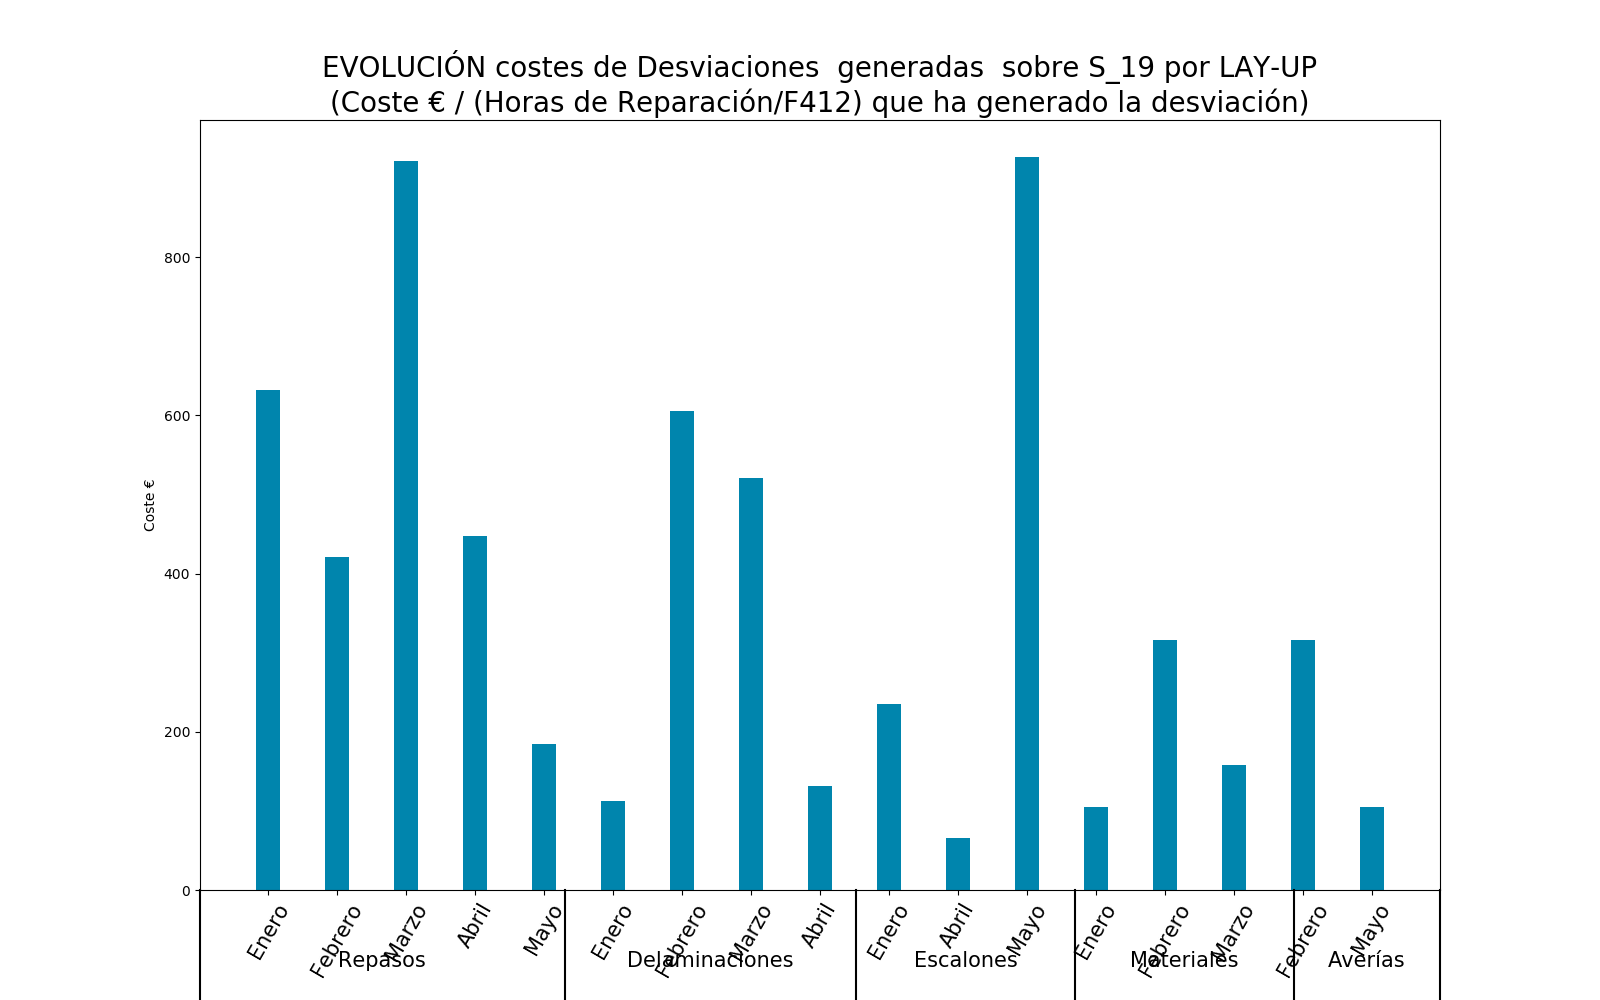 EVOLUCIÓN costes de Desviaciones  generadas  sobre S_19 por LAY-UP
(Coste € / (Horas de Reparación/F412) que ha generado la desviación)
800
600
400
200
0
Coste €
Enero Febrero Marzo Abril Mayo Enero Febrero Marzo Abril Enero Abril Mayo Enero Febrero Marzo Febrero Mayo
Repasos Delaminaciones Escalones Materiales Averías